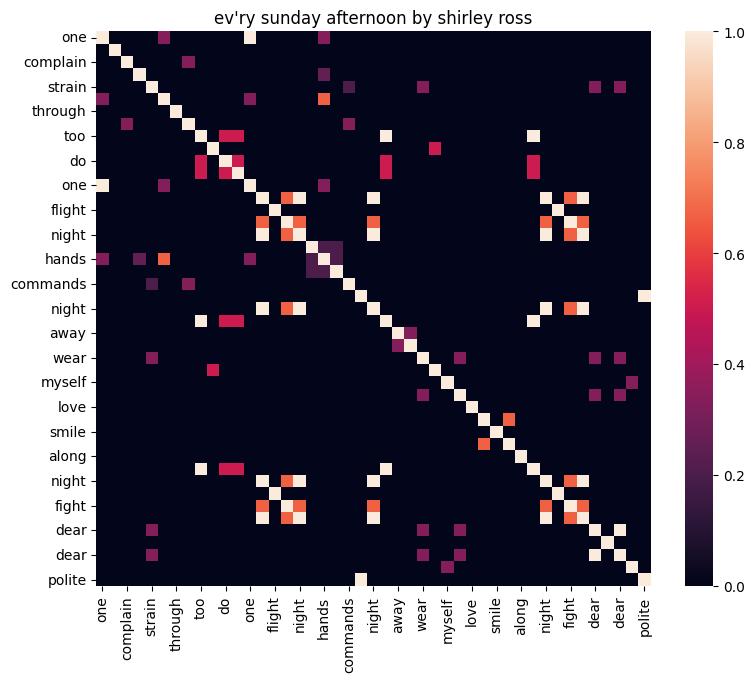 ev'ry sunday afternoon by shirley ross
one
complain
strain
through
too
do
one
flight
night
hands
commands
night
away
wear
myself
love
smile
along
night
fight
dear
dear
polite
one
complain
strain
through
too
do
one
flight
night
hands
commands
night
away
wear
myself
love
smile
along
night
fight
dear
dear
polite
1.0
0.8
0.6
0.4
0.2
0.0